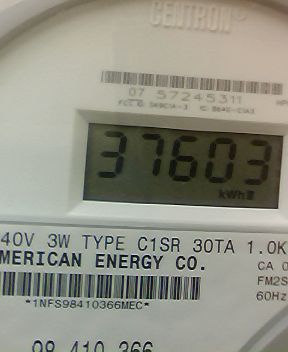 CENTRON®
07 57245311
37603
kWh
40V 3W TYPE C1SR 30TA 1.0K
MERICAN ENERGY CO. CA 0
FM2S
60Hz
*1NFS98410366MEC*
98 410 366